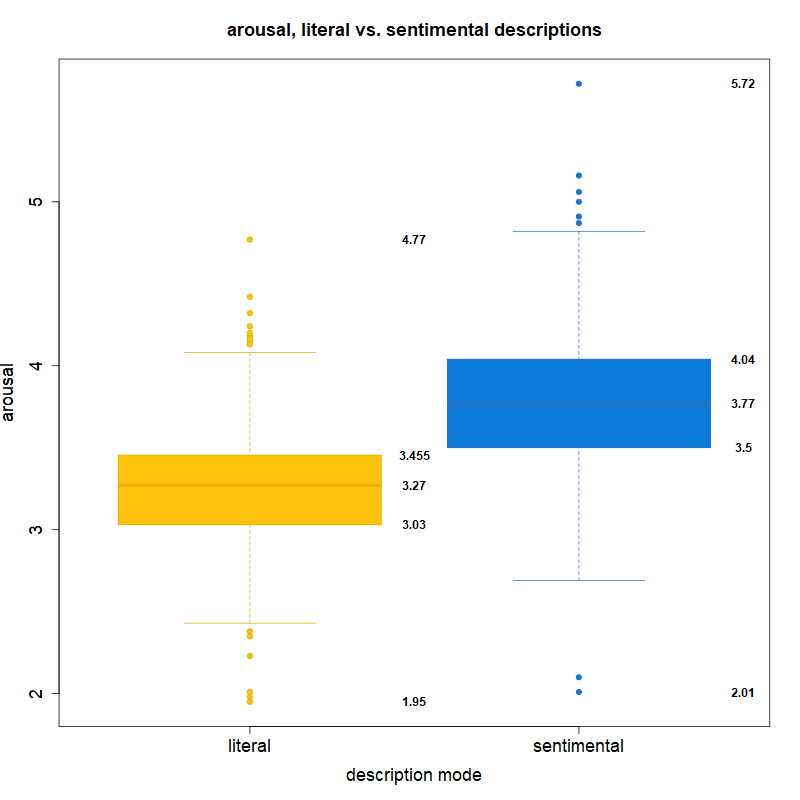 arousal, literal vs. sentimental descriptions
5.72
5
4.77
4
4.04
3.77
3.5
3.455
3.27
3.03
3
2
1.95
2.01
arousal
literal
sentimental
description mode